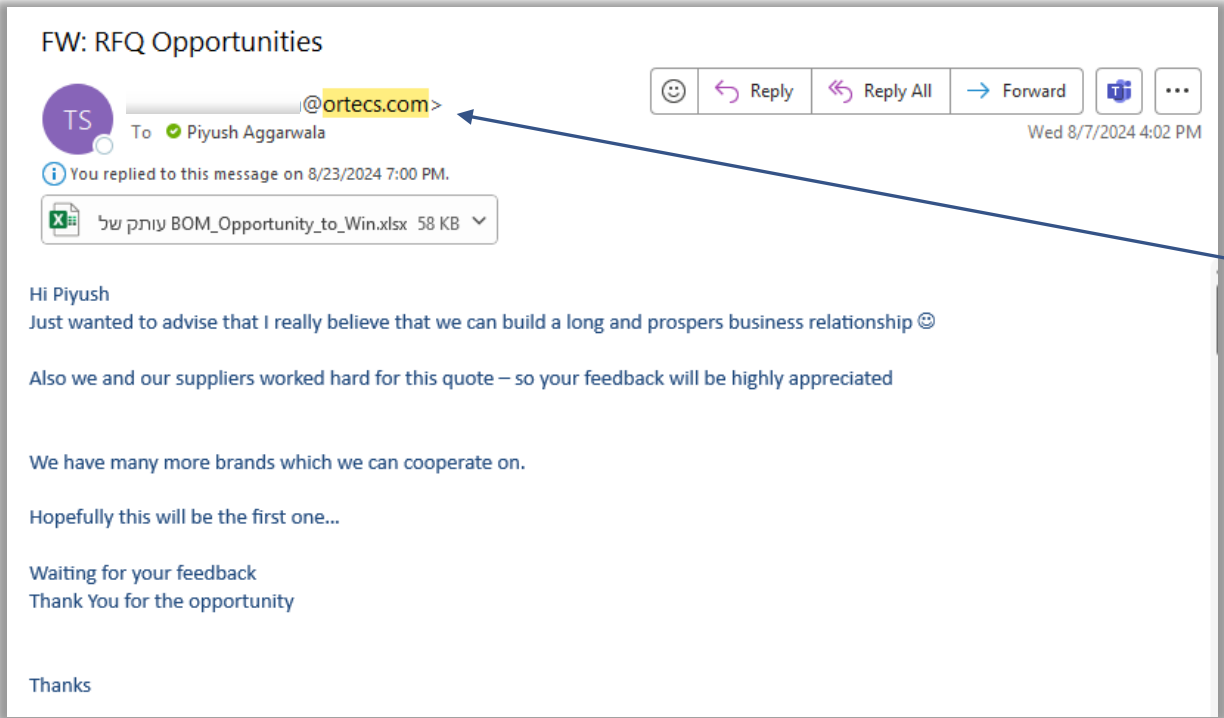 FW: RFQ Opportunities
TS
@ortecs.com>
Reply
Reply All
Forward
To Piyush Aggarwala
Wed 8/7/2024 4:02 PM
You replied to this message on 8/23/2024 7:00 PM.
עותק של BOM_Opportunity_to_Win.xlsx 58 KB
Hi Piyush
Just wanted to advise that I really believe that we can build a long and prospers business relationship ☺
Also we and our suppliers worked hard for this quote – so your feedback will be highly appreciated
We have many more brands which we can cooperate on.
Hopefully this will be the first one...
Waiting for your feedback
Thank You for the opportunity
Thanks